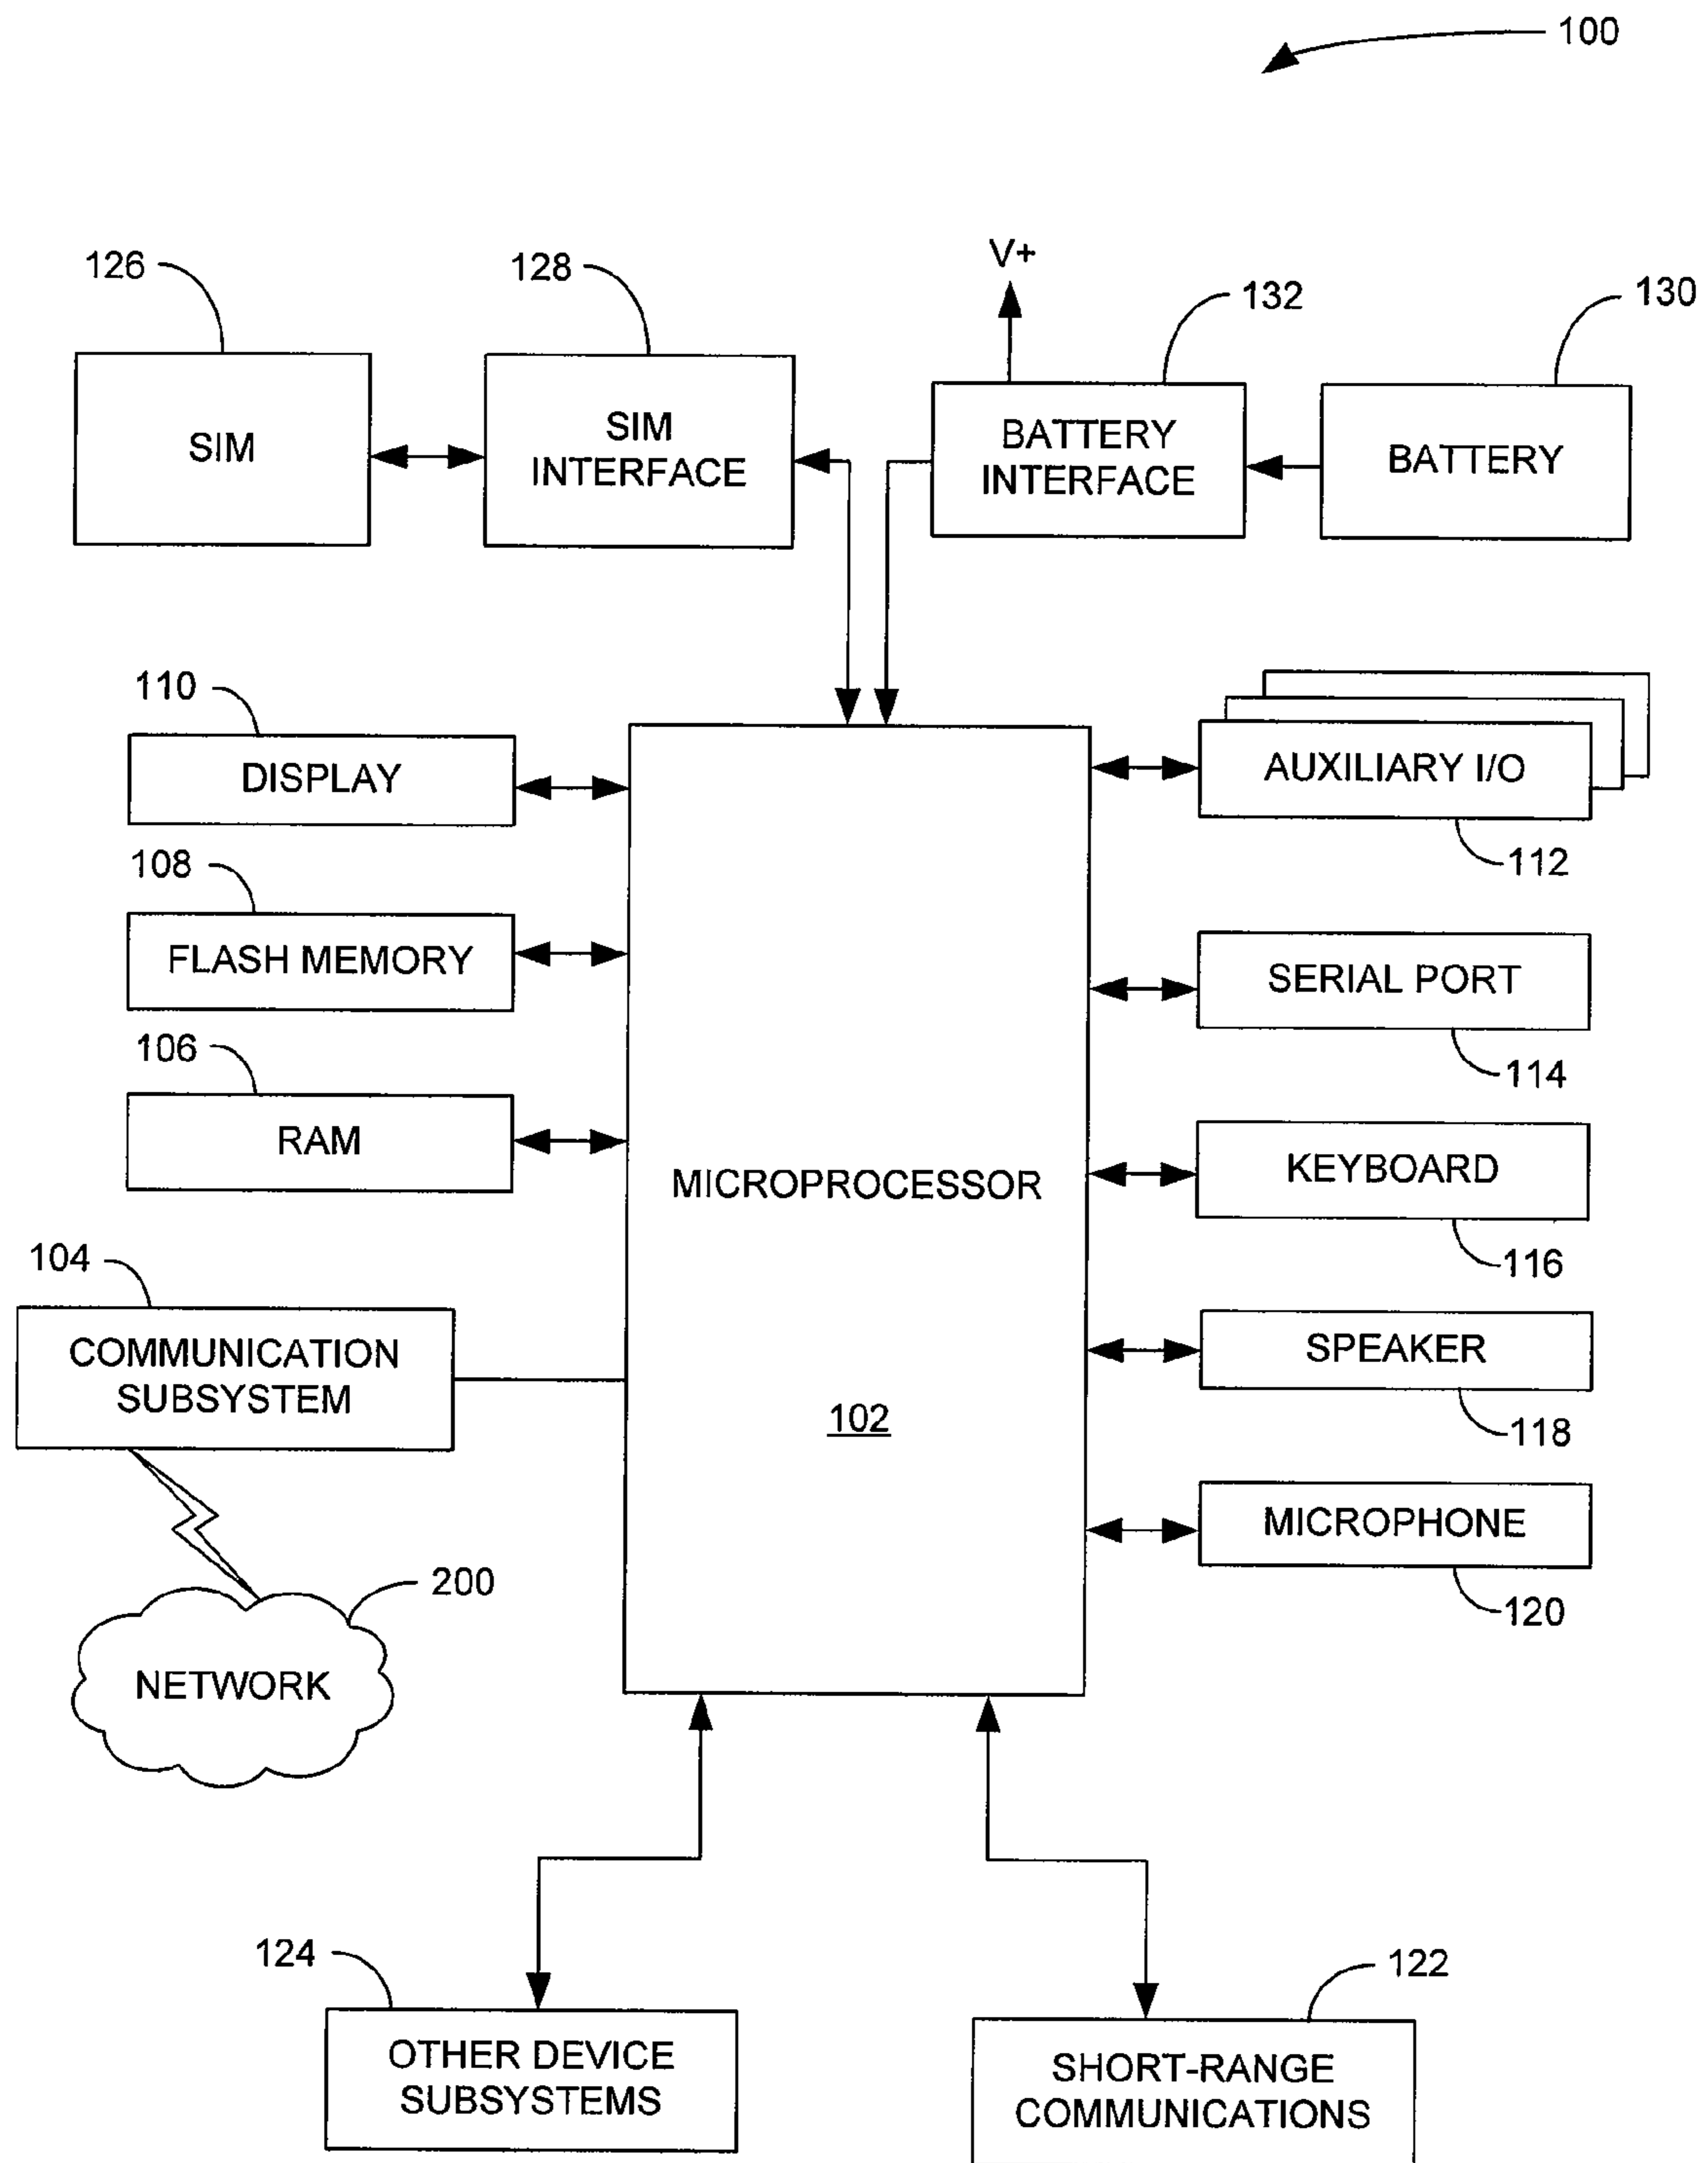 100
V+
126
128
132
130
SIM
SIM
INTERFACE
BATTERY
INTERFACE
BATTERY
110
DISPLAY
AUXILIARY I/O
112
108
FLASH MEMORY
SERIAL PORT
114
106
RAM
KEYBOARD
116
MICROPROCESSOR
102
104
COMMUNICATION
SUBSYSTEM
SPEAKER
118
MICROPHONE
120
200
NETWORK
124
OTHER DEVICE
SUBSYSTEMS
122
SHORT-RANGE
COMMUNICATIONS